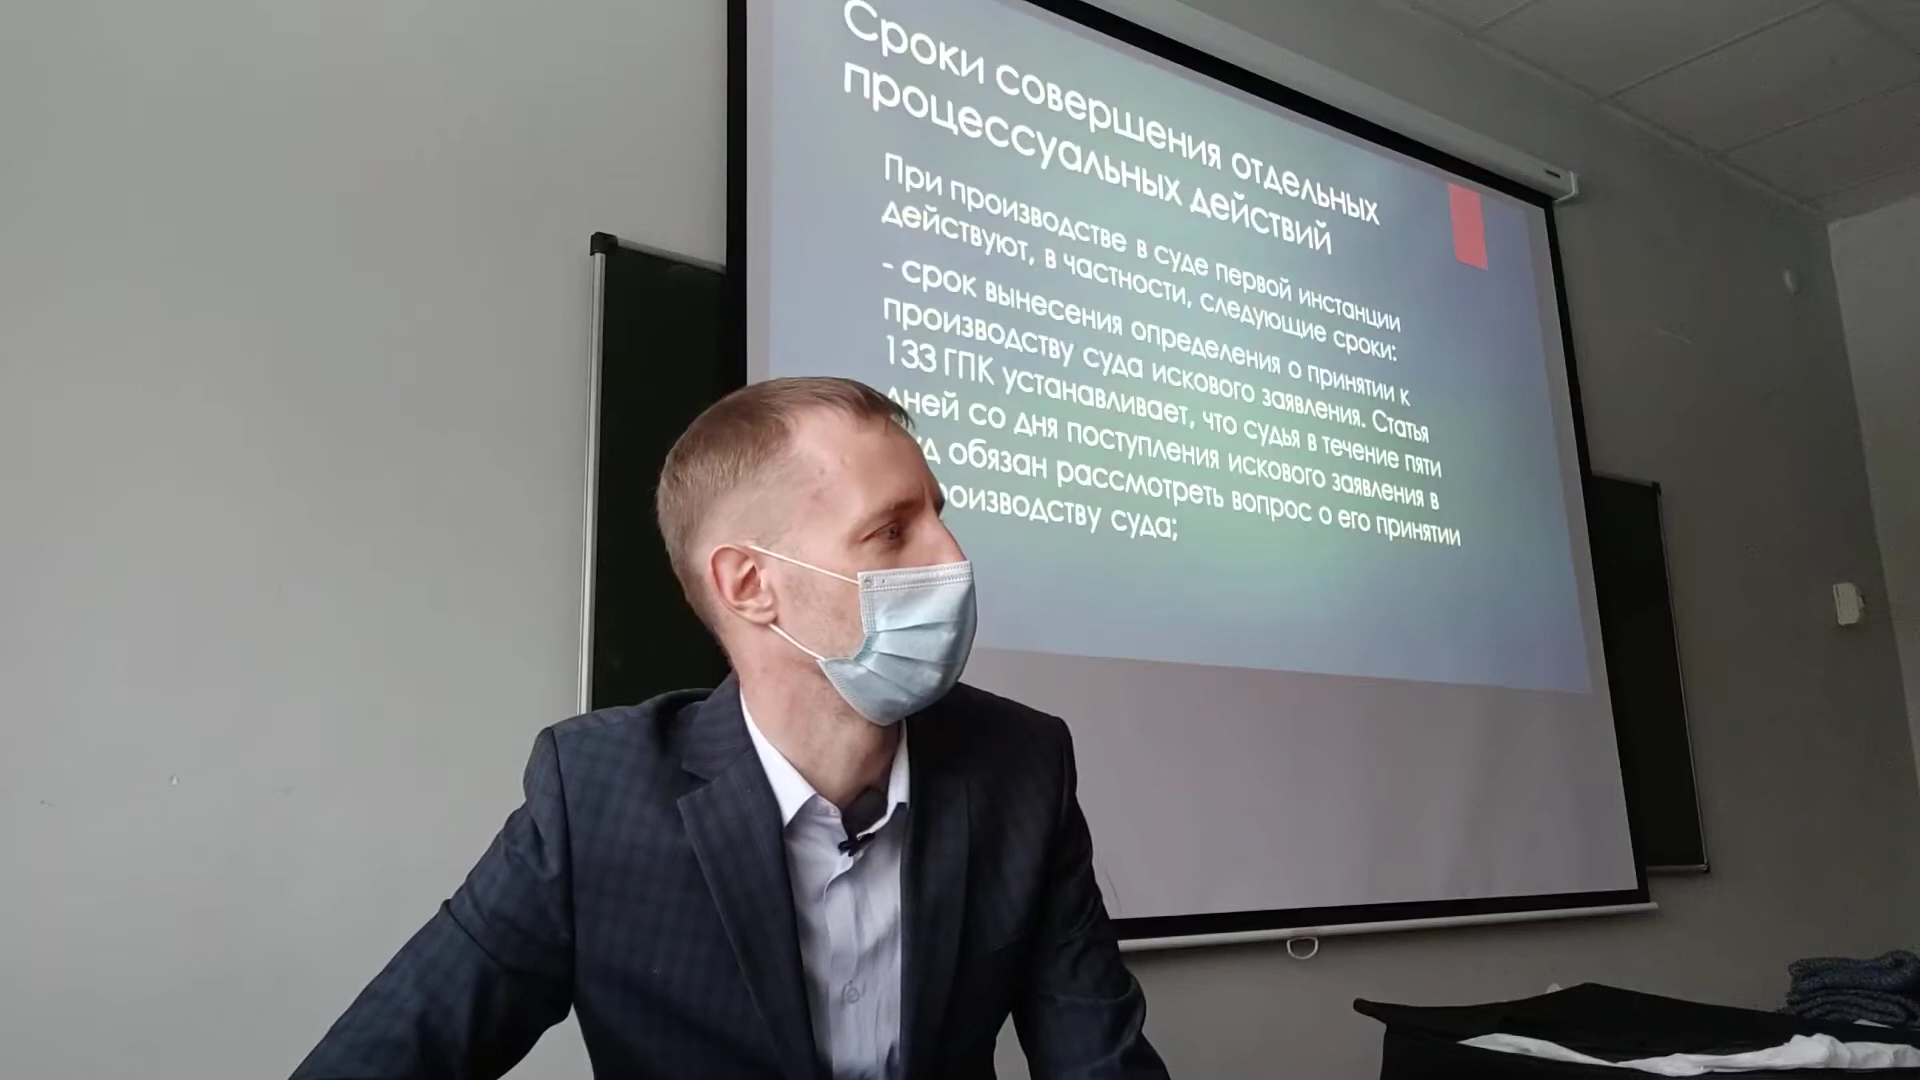 Сроки совершения отдельных
процессуальных действий
При производстве в суде первой инстанции
действуют, в частности, следующие сроки:
- срок вынесения определения о принятии к
производству суда искового заявления. Статья
133 ГПК устанавливает, что судья в течение пяти
дней со дня поступления искового заявления в
обязан рассмотреть вопрос о его принятии
суда;